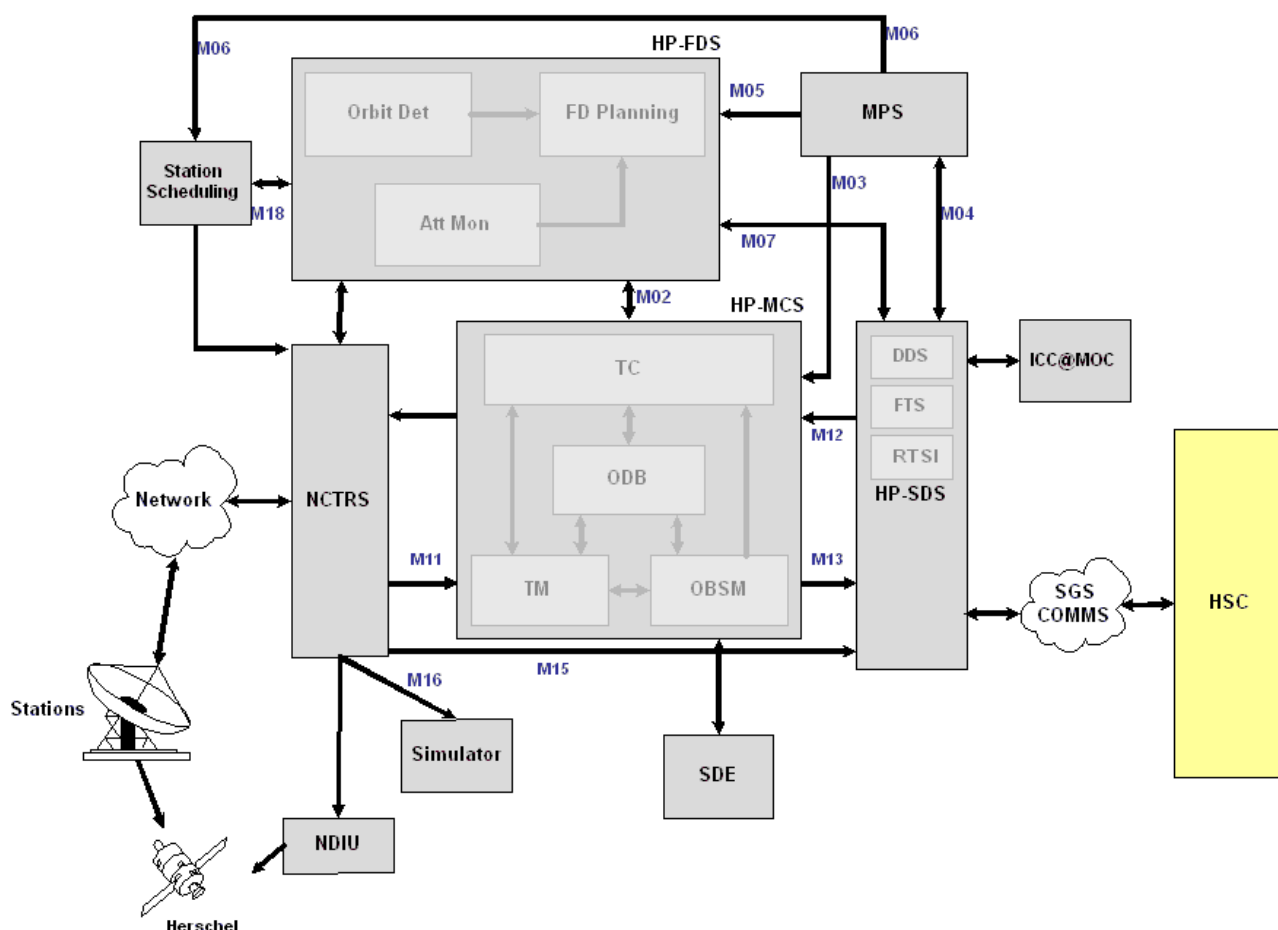 M06
M06
HP-FDS
Orbit Det
FD Planning
M05
MPS
Station
Scheduling
M18
Att Mon
M03
M04
M07
M02
HP-MCS
TC
DDS
ICC@MOC
FTS
M12
RTSI
ODB
HP-SDS
Network
NCTRS
M11
M13
TM
OBSM
SGS
COMMS
HSC
M15
M16
Stations
Simulator
SDE
NDIU
Herschel